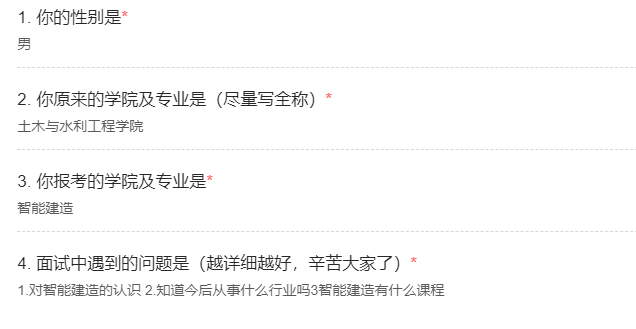 1. 你的性别是*
男
2. 你原来的学院及专业是（尽量写全称）*
土木与水利工程学院
3. 你报考的学院及专业是*
智能建造
4. 面试中遇到的问题是（越详细越好，辛苦大家了）*
1.对智能建造的认识 2.知道今后从事什么行业吗3智能建造有什么课程